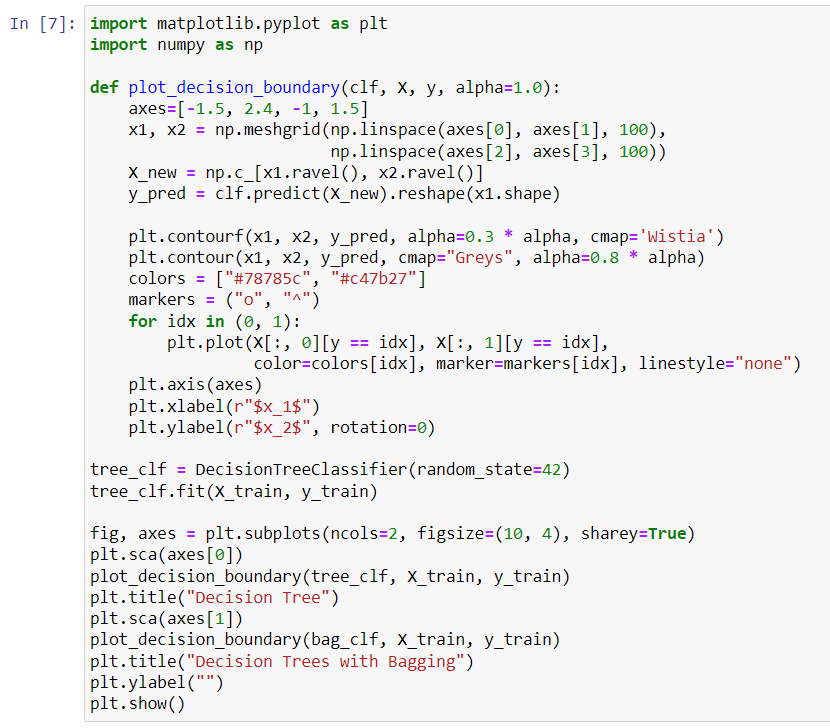 In [7]: import matplotlib.pyplot as plt
import numpy as np

def plot_decision_boundary(clf, X, y, alpha=1.0):
    axes=[-1.5, 2.4, -1, 1.5]
    x1, x2 = np.meshgrid(np.linspace(axes[0], axes[1], 100),
                         np.linspace(axes[2], axes[3], 100))
    X_new = np.c_[x1.ravel(), x2.ravel()]
    y_pred = clf.predict(X_new).reshape(x1.shape)

    plt.contourf(x1, x2, y_pred, alpha=0.3 * alpha, cmap='Wistia')
    plt.contour(x1, x2, y_pred, cmap="Greys", alpha=0.8 * alpha)
    colors = ["#78785c", "#c47b27"]
    markers = ("o", "^")
    for idx in (0, 1):
        plt.plot(X[:, 0][y == idx], X[:, 1][y == idx],
                 color=colors[idx], marker=markers[idx], linestyle="none")
    plt.axis(axes)
    plt.xlabel(r"$x_1$")
    plt.ylabel(r"$x_2$", rotation=0)

tree_clf = DecisionTreeClassifier(random_state=42)
tree_clf.fit(X_train, y_train)

fig, axes = plt.subplots(ncols=2, figsize=(10, 4), sharey=True)
plt.sca(axes[0])
plot_decision_boundary(tree_clf, X_train, y_train)
plt.title("Decision Tree")
plt.sca(axes[1])
plot_decision_boundary(bag_clf, X_train, y_train)
plt.title("Decision Trees with Bagging")
plt.ylabel("")
plt.show()